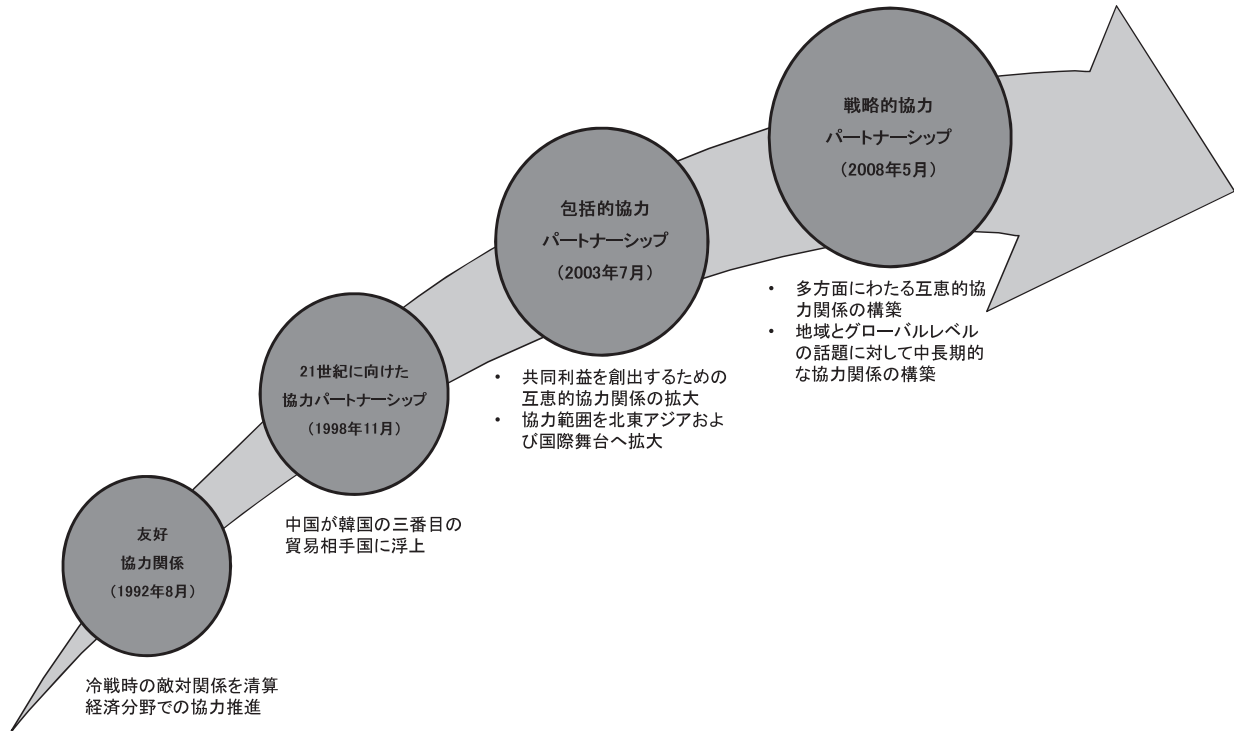 戦略的協力
パートナーシップ
（2008年5月）
• 多方面にわたる互恵的協
力関係の構築
• 地域とグローバルレベル
の話題に対して中長期的
な協力関係の構築
包括的協力
パートナーシップ
（2003年7月）
• 共同利益を創出するための
互恵的協力関係の拡大
• 協力範囲を北東アジアおよ
び国際舞台へ拡大
21世紀に向けた
協力パートナーシップ
（1998年11月）
中国が韓国の三番目の
貿易相手国に浮上
友好
協力関係
（1992年8月）
冷戦時の敵対関係を清算
経済分野での協力推進